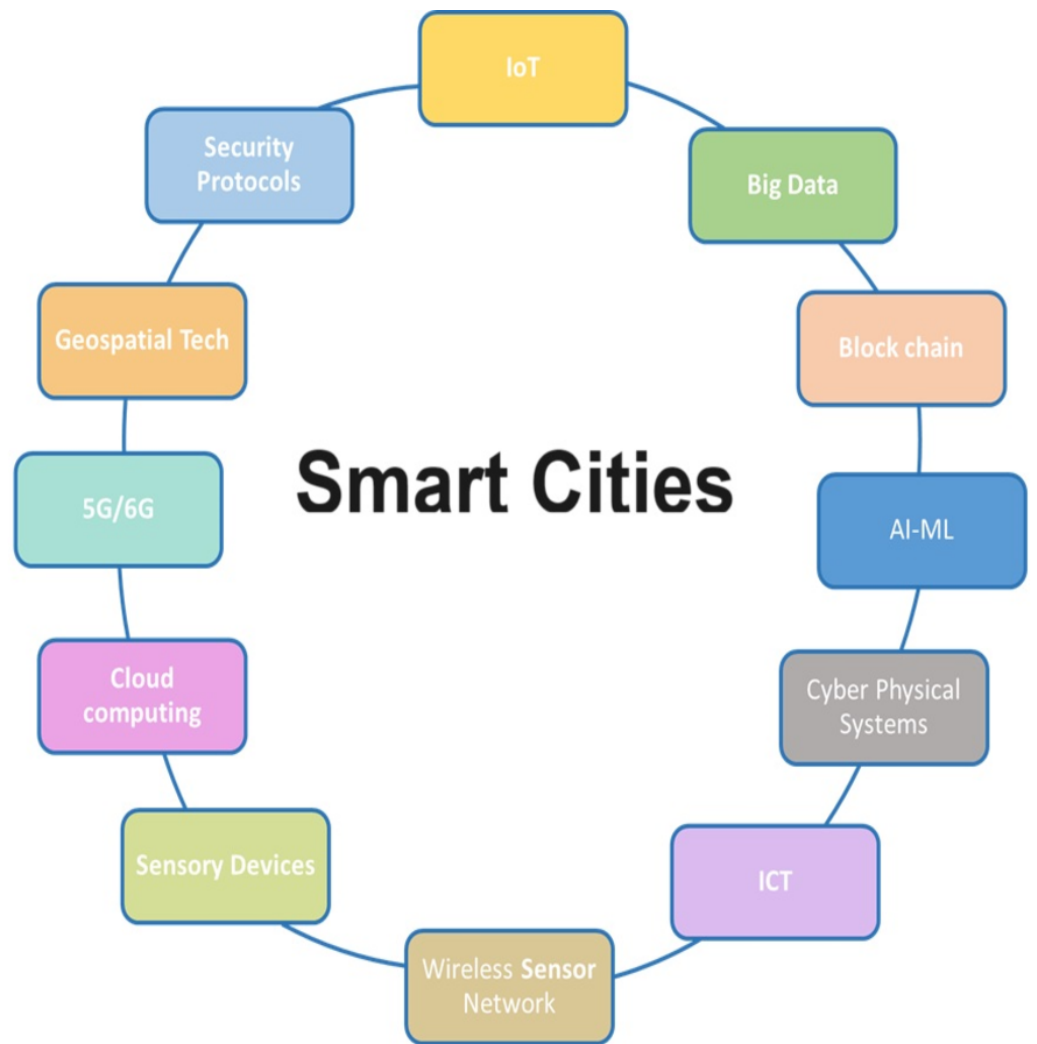 IoT
Big Data
Block chain
AI-ML
Cyber Physical
Systems
ICT
Wireless Sensor
Network
Sensory Devices
Cloud
computing
5G/6G
Geospatial Tech
Security
Protocols
Smart Cities